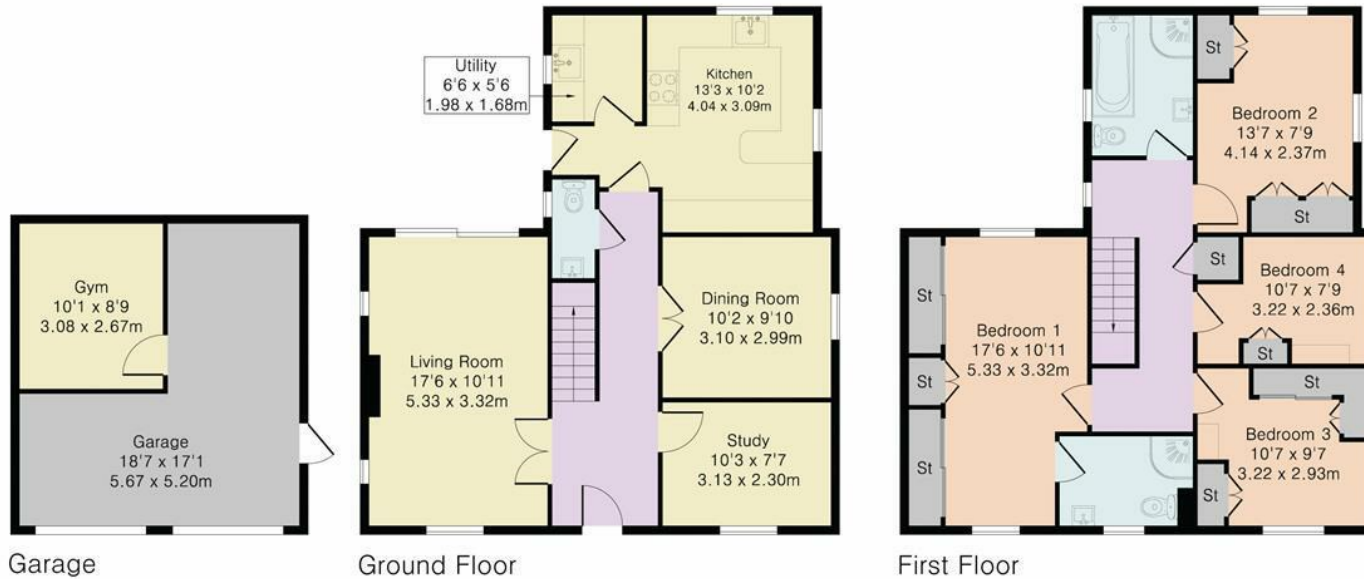 Gym
10'1 x 8'9
3.08 x 2.67m
Garage
18'7 x 17'1
5.67 x 5.20m
Garage
Utility
6'6 x 5'6
1.98 x 1.68m
Kitchen
13'3 x 10'2
4.04 x 3.09m
Living Room
17'6 x 10'11
5.33 x 3.32m
Dining Room
10'2 x 9'10
3.10 x 2.99m
Study
10'3 x 7'7
3.13 x 2.30m
Ground Floor
St
Bedroom 2
13'7 x 7'9
4.14 x 2.37m
St
St
Bedroom 4
10'7 x 7'9
3.22 x 2.36m
St
St
Bedroom 1
17'6 x 10'11
5.33 x 3.32m
St
St
St
Bedroom 3
10'7 x 9'7
3.22 x 2.93m
St
First Floor